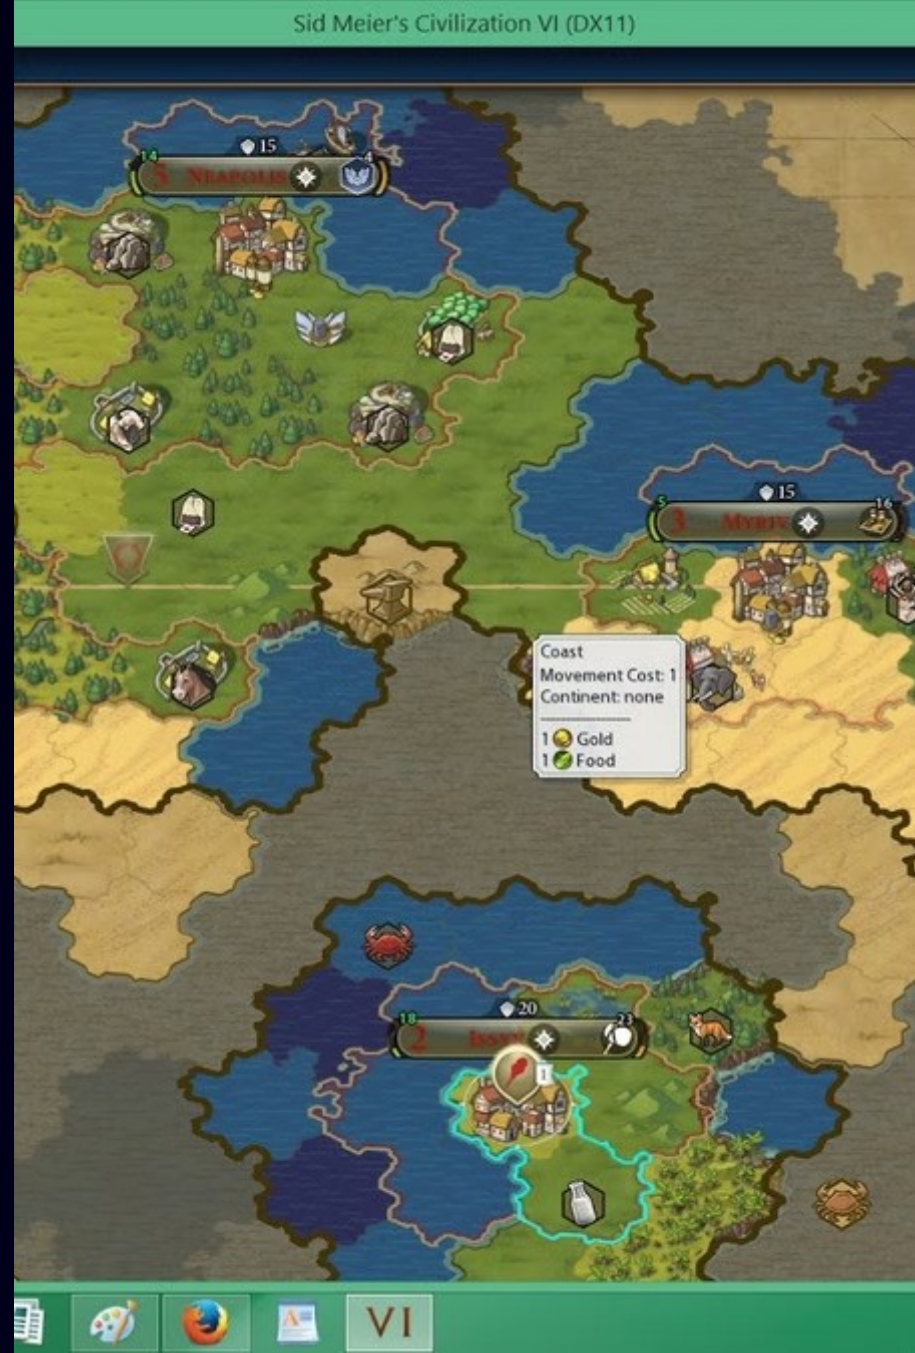 Sid Meier's Civilization VI (DX11)
15
14
5 NEAPOLIS 4
15
5 16
3
Coast
Movement Cost: 1
Continent: none
1 Gold
1 Food
20
18 23
2
1
VI